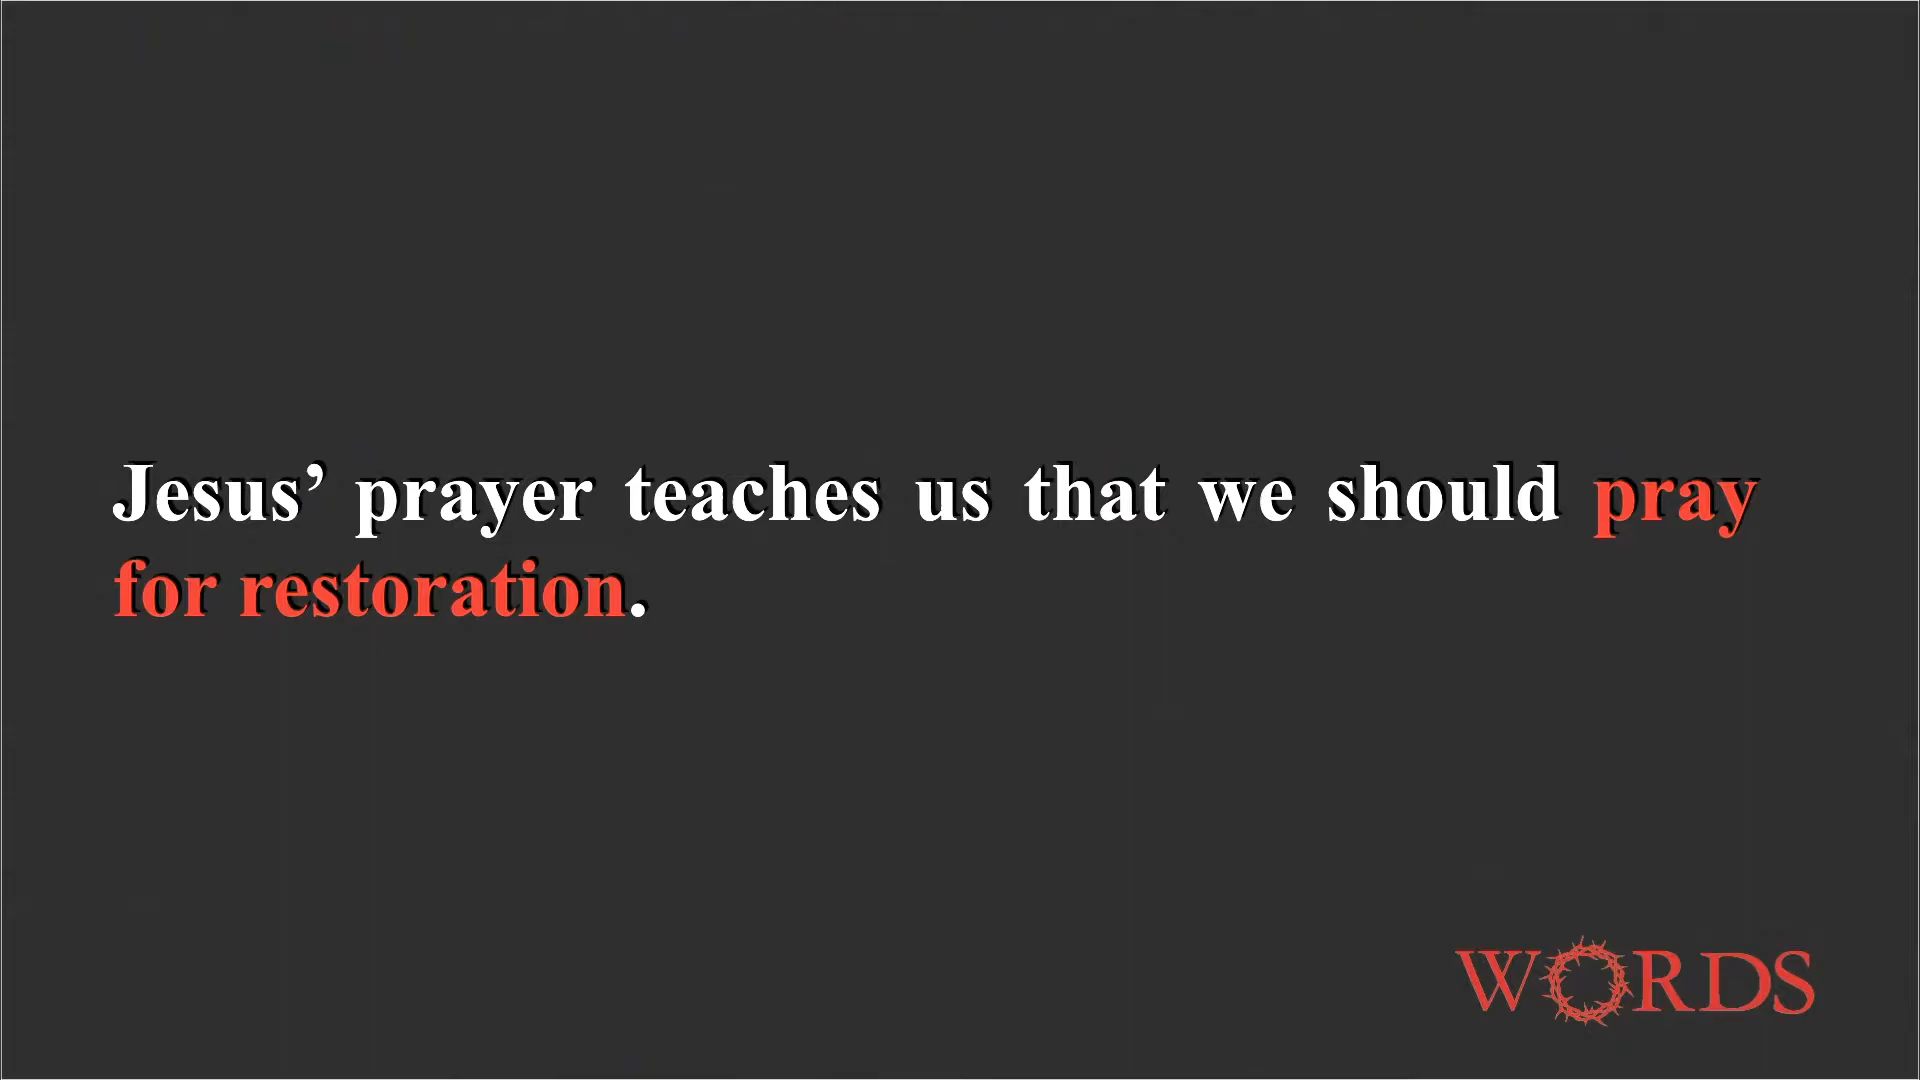 Jesus’ prayer teaches us that we should pray
for restoration.
WORDS